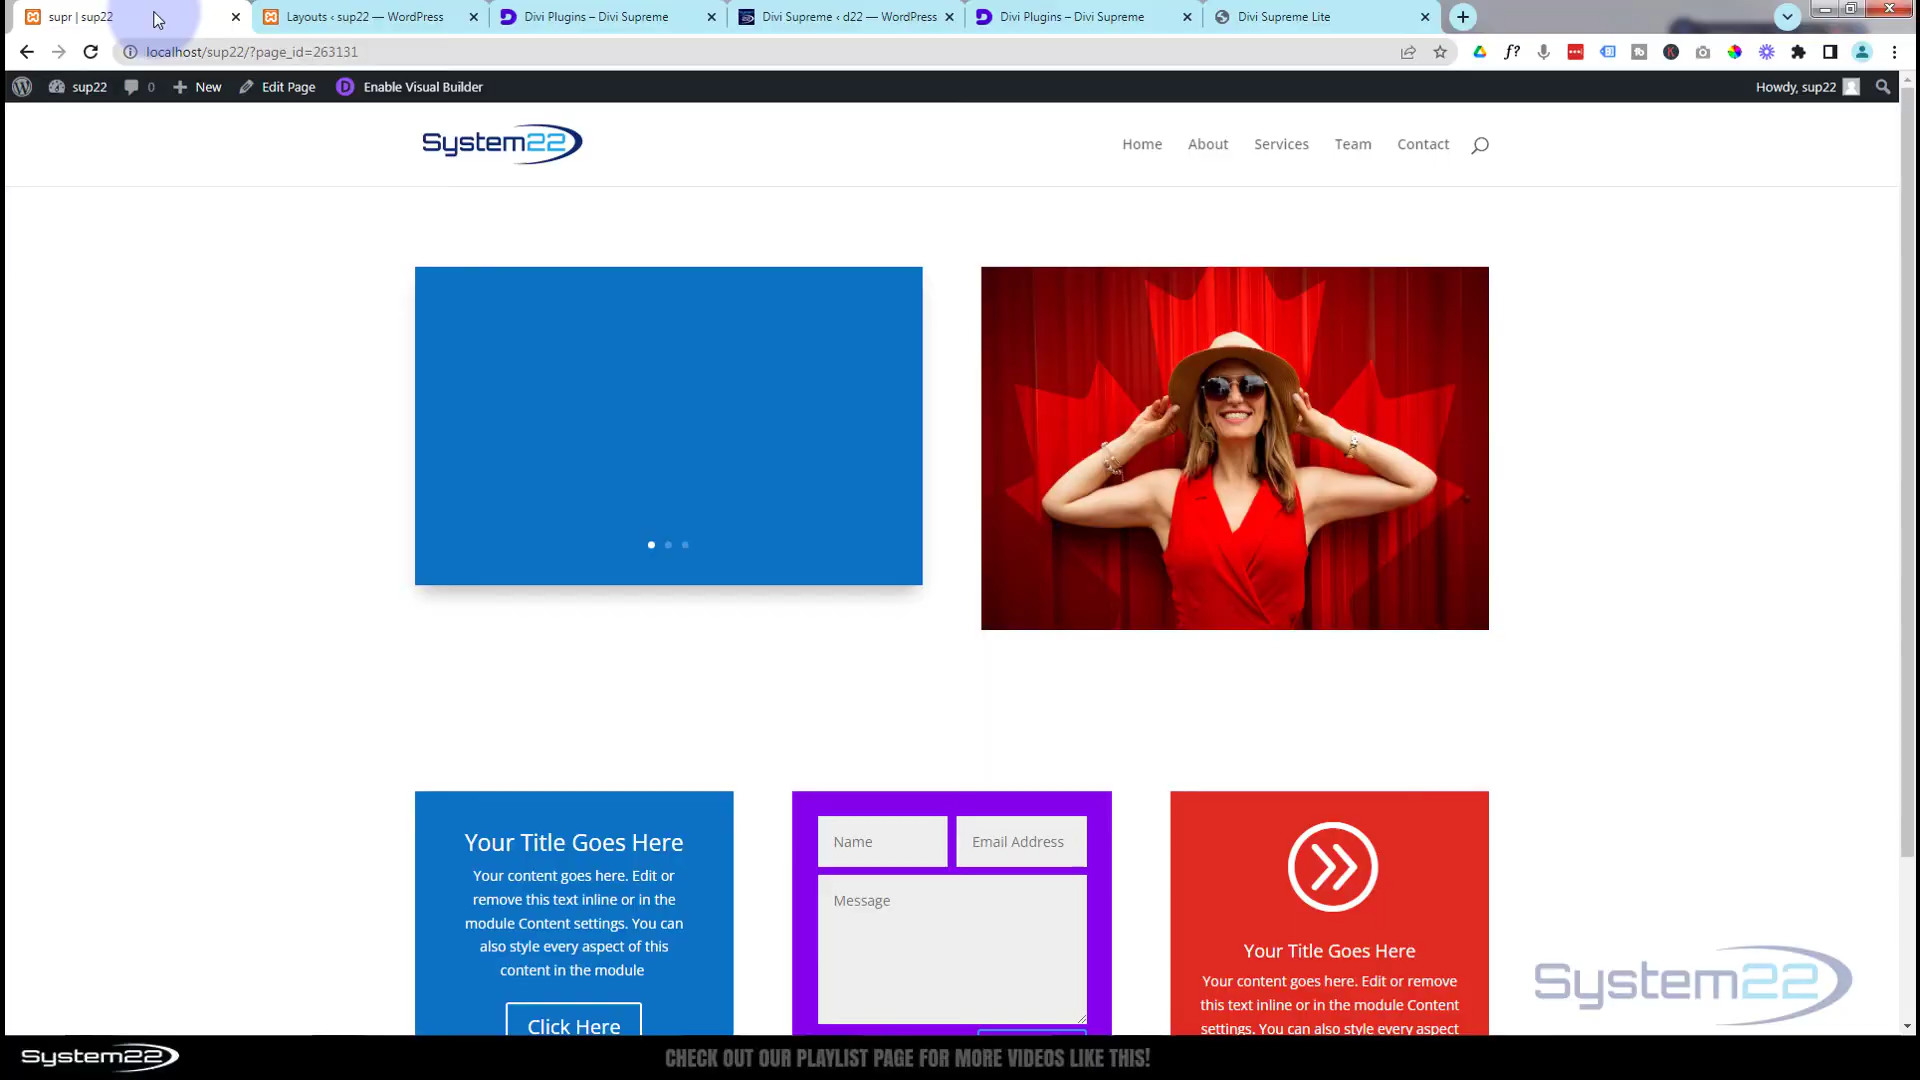 supr | sup22
Layouts ‹ sup22 — WordPress
Divi Plugins – Divi Supreme
Divi Supreme ‹ d22 — WordPress
Divi Plugins – Divi Supreme
Divi Supreme Lite
localhost/sup22/?page_id=263131
sup22
0
New
Edit Page
Enable Visual Builder
Howdy, sup22
System22
Home
About
Services
Team
Contact
Your Title Goes Here
Your content goes here. Edit or
remove this text inline or in the
module Content settings. You can
also style every aspect of this
content in the module
Click Here
Name
Email Address
Message
Your Title Goes Here
Your content goes here. Edit or remove
this text inline or in the module Content
settings. You can also style every aspect
System22
System22
CHECK OUT OUR PLAYLIST PAGE FOR MORE VIDEOS LIKE THIS!